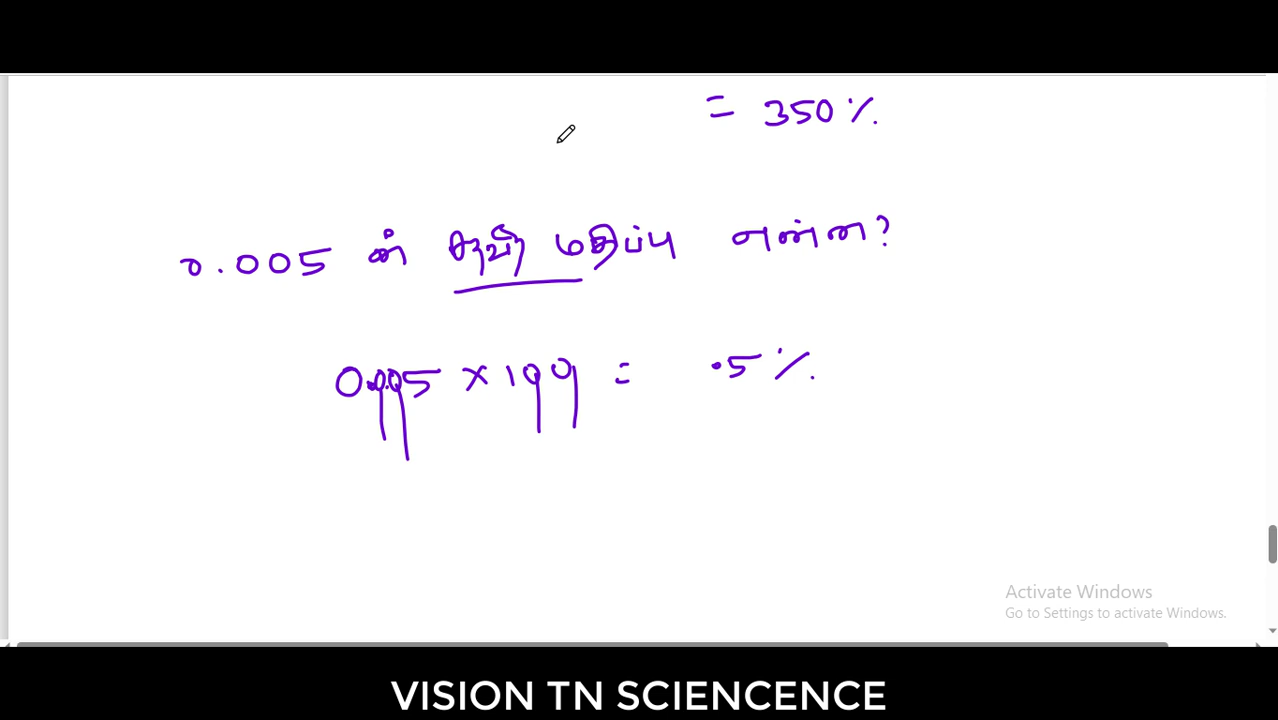 = 350%
0.005 ன் சதவீத மதிப்பு என்ன?
0.005 × 100 = .5%
Activate Windows
Go to Settings to activate Windows.
VISION TN SCIENCENCE